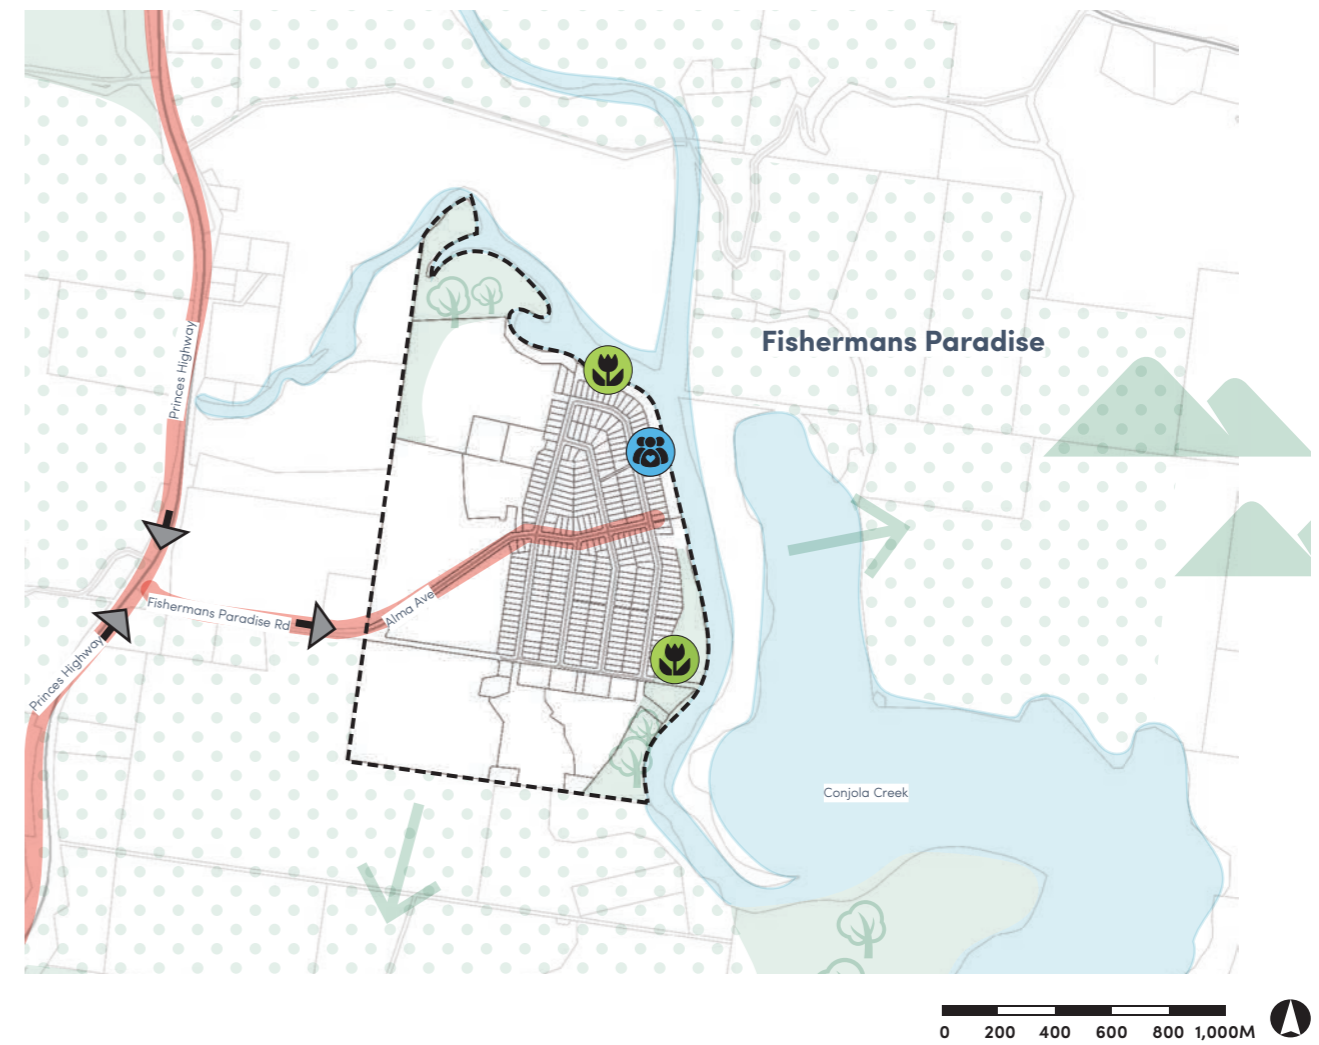 Princes Highway
Fishermans Paradise
Fishermans Paradise Rd
Alma Ave
Princes Highway
Conjola Creek
0 200 400 600 800 1,000M